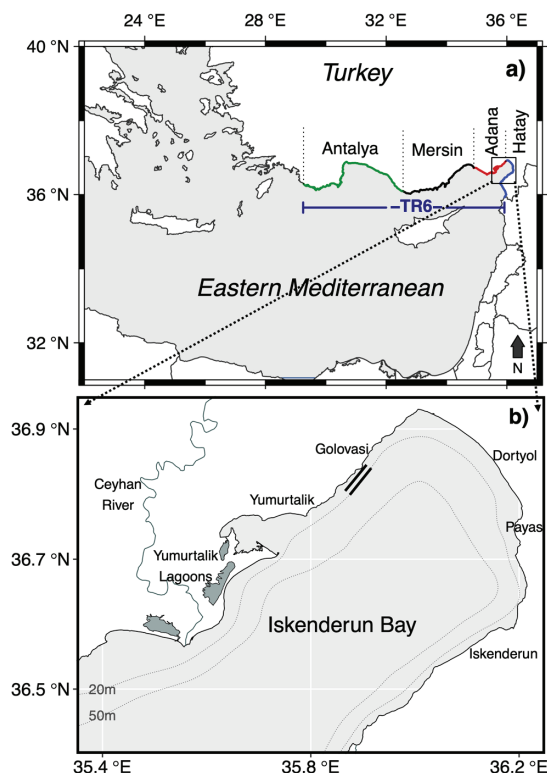 24 °E
28 °E
32 °E
36 °E
40 °N
Turkey
a)
Antalya
Mersin
Adana
Hatay
36 °N
TR6
Eastern Mediterranean
32 °N
N
b)
36.9 °N
Golovasi
Dortyol
Ceyhan
River
Yumurtalik
Payas
36.7 °N
Yumurtalik
Lagoons
Iskenderun Bay
Iskenderun
20m
36.5 °N
50m
35.4 °E
35.8 °E
36.2 °E